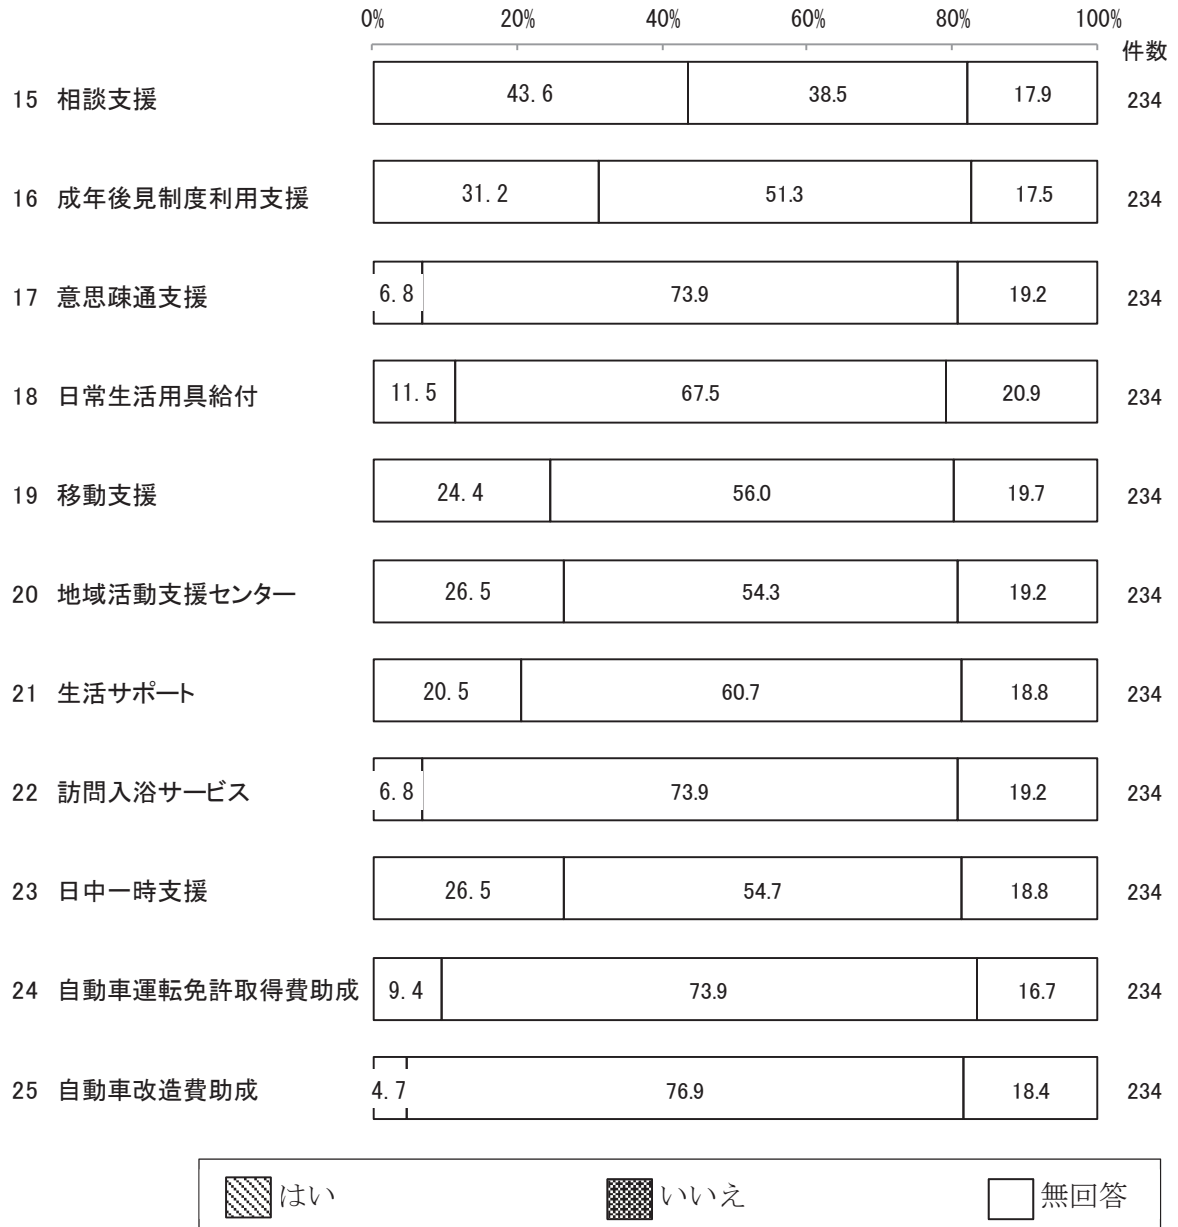 0% 20% 40% 60% 80% 100%
件数
15 相談支援 43.6 38.5 17.9 234
16 成年後見制度利用支援 31.2 51.3 17.5 234
17 意思疎通支援 6.8 73.9 19.2 234
18 日常生活用具給付 11.5 67.5 20.9 234
19 移動支援 24.4 56.0 19.7 234
20 地域活動支援センター 26.5 54.3 19.2 234
21 生活サポート 20.5 60.7 18.8 234
22 訪問入浴サービス 6.8 73.9 19.2 234
23 日中一時支援 26.5 54.7 18.8 234
24 自動車運転免許取得費助成 9.4 73.9 16.7 234
25 自動車改造費助成 4.7 76.9 18.4 234
はい いいえ 無回答